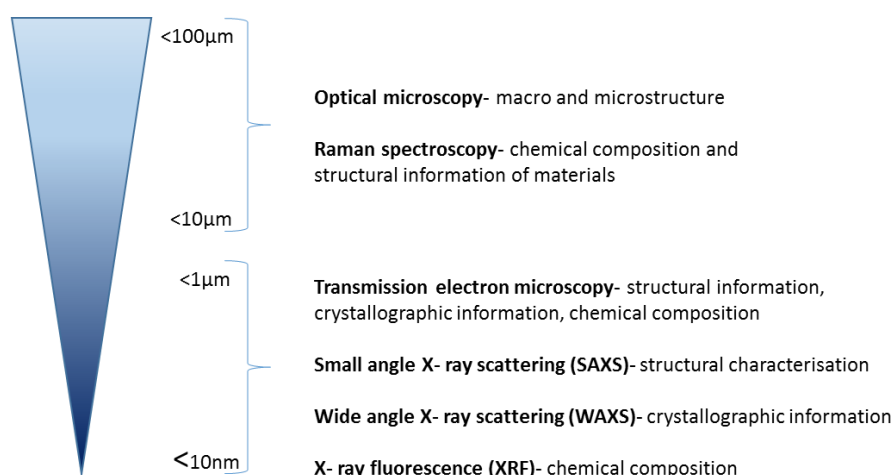 <100μm
Optical microscopy- macro and microstructure
Raman spectroscopy- chemical composition and
structural information of materials
<10μm
<1μm
Transmission electron microscopy- structural information,
crystallographic information, chemical composition
Small angle X- ray scattering (SAXS)- structural characterisation
Wide angle X- ray scattering (WAXS)- crystallographic information
<10nm
X- ray fluorescence (XRF)- chemical composition